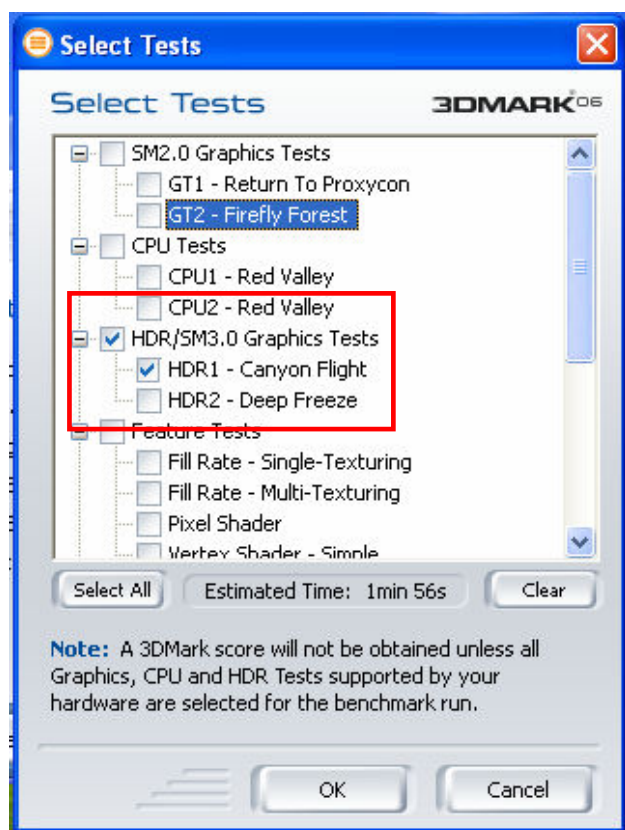 Select Tests
Select Tests 3DMARK®06
SM2.0 Graphics Tests
GT1 - Return To Proxycon
GT2 - Firefly Forest
CPU Tests
CPU1 - Red Valley
CPU2 - Red Valley
HDR/SM3.0 Graphics Tests
HDR1 - Canyon Flight
HDR2 - Deep Freeze
Feature Tests
Fill Rate - Single-Texturing
Fill Rate - Multi-Texturing
Pixel Shader
Vertex Shader - Simple
Select All Estimated Time: 1min 56s Clear
Note: A 3DMark score will not be obtained unless all
Graphics, CPU and HDR Tests supported by your
hardware are selected for the benchmark run.
OK Cancel